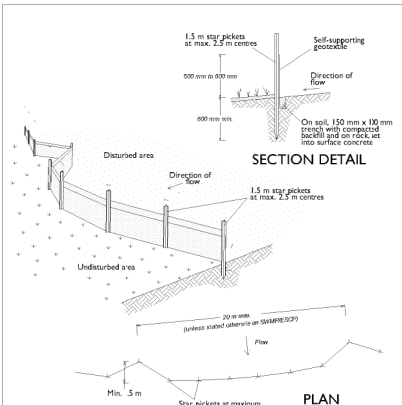 1.5 m star pickets
at max. 2.5 m centres
Self-supporting
geotextile
500 mm to 600 mm
Direction of
flow
600 mm min.
On soil, 150 mm x 100 mm
trench with compacted
backfill and on rock, set
into surface concrete
SECTION DETAIL
Disturbed area
Direction of
flow
1.5 m star pickets
at max. 2.5 m centres
Undisturbed area
20 m max.
(unless stated otherwise on SWMP/ESCP)
Flow
Min. .5 m
Star pickets at maximum
PLAN